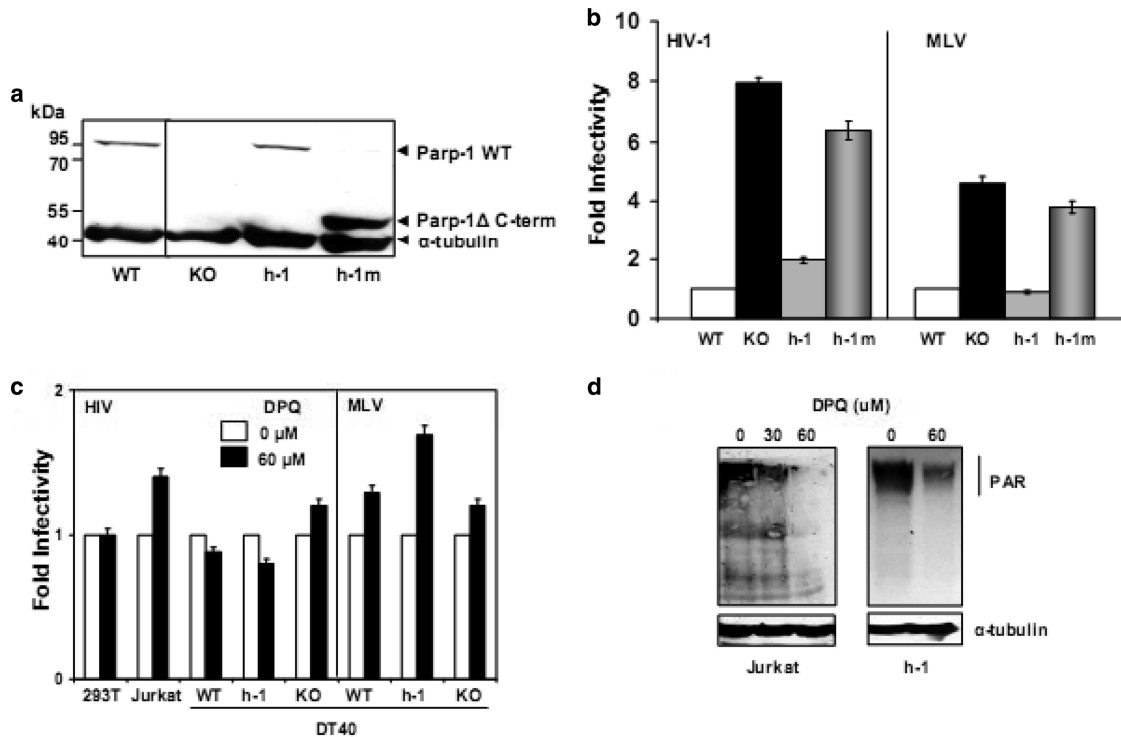 a
kDa
95
70
55
40
Parp-1 WT
Parp-1Δ C-term
α-tubulin
WT KO h-1 h-1m
b
Fold Infectivity
10
8
6
4
2
0
HIV-1 MLV
WT KO h-1 h-1m WT KO h-1 h-1m
c
Fold Infectivity
2
1
0
HIV DPQ MLV
0 µM
60 µM
293T Jurkat WT h-1 KO WT h-1 KO
DT40
d
DPQ (uM)
0 30 60 0 60
PAR
α-tubulin
Jurkat h-1